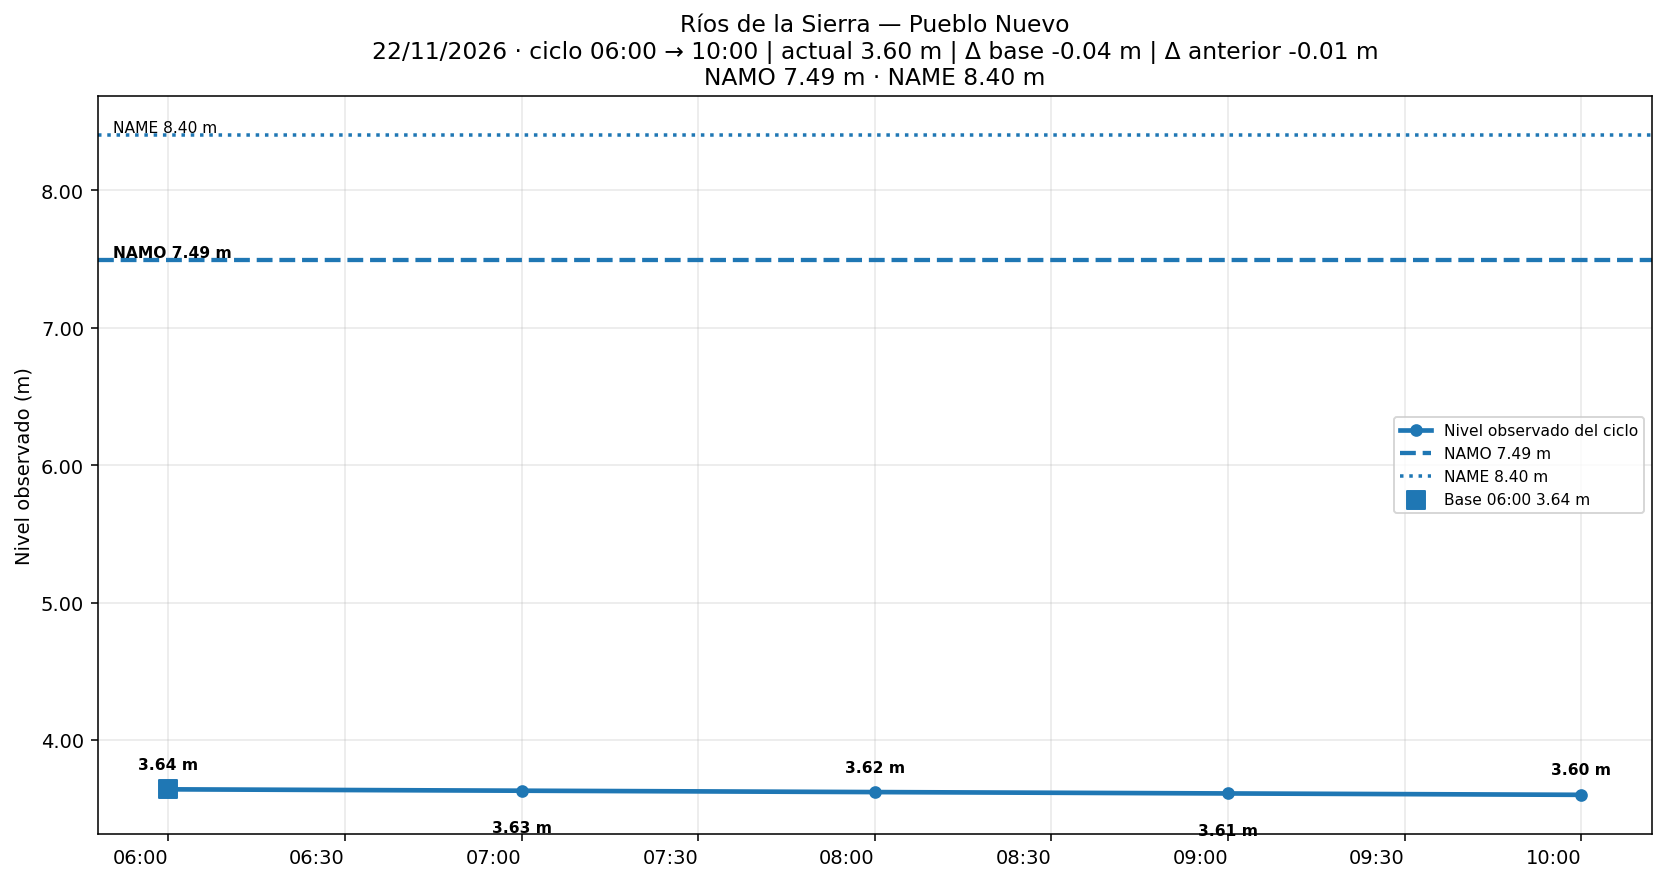 Ríos de la Sierra — Pueblo Nuevo
22/11/2026 · ciclo 06:00 → 10:00 | actual 3.60 m | Δ base -0.04 m | Δ anterior -0.01 m
NAMO 7.49 m · NAME 8.40 m
NAME 8.40 m
8.00
NAMO 7.49 m
7.00
6.00
5.00
4.00
Nivel observado (m)
Nivel observado del ciclo
NAMO 7.49 m
NAME 8.40 m
Base 06:00 3.64 m
3.64 m
3.63 m
3.62 m
3.61 m
3.60 m
06:00
06:30
07:00
07:30
08:00
08:30
09:00
09:30
10:00